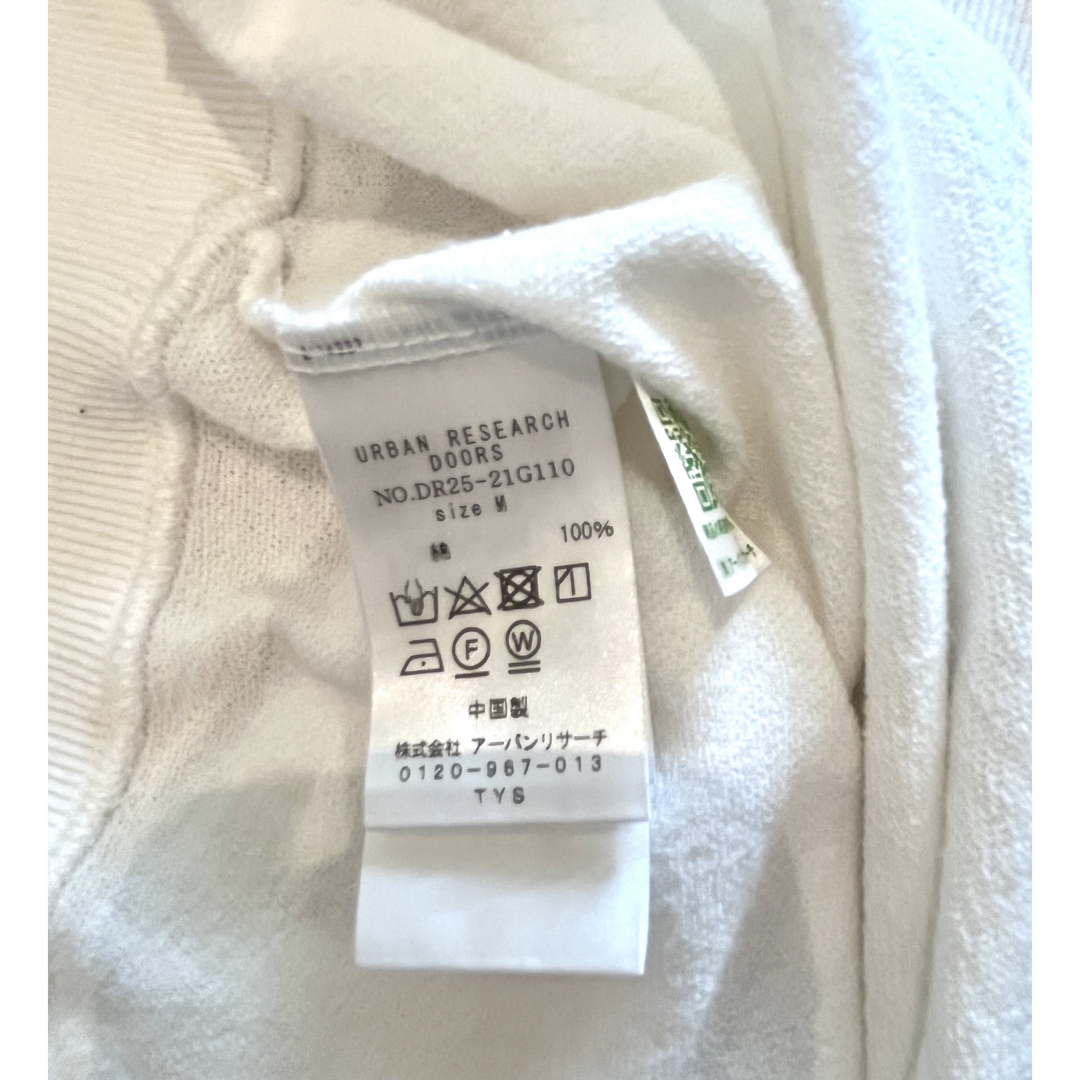 URBAN RESEARCH
DOORS
NO.DR25-21G110
size M
綿 100%
F W
中国製
株式会社 アーバンリサーチ
0120-967-013
TYS